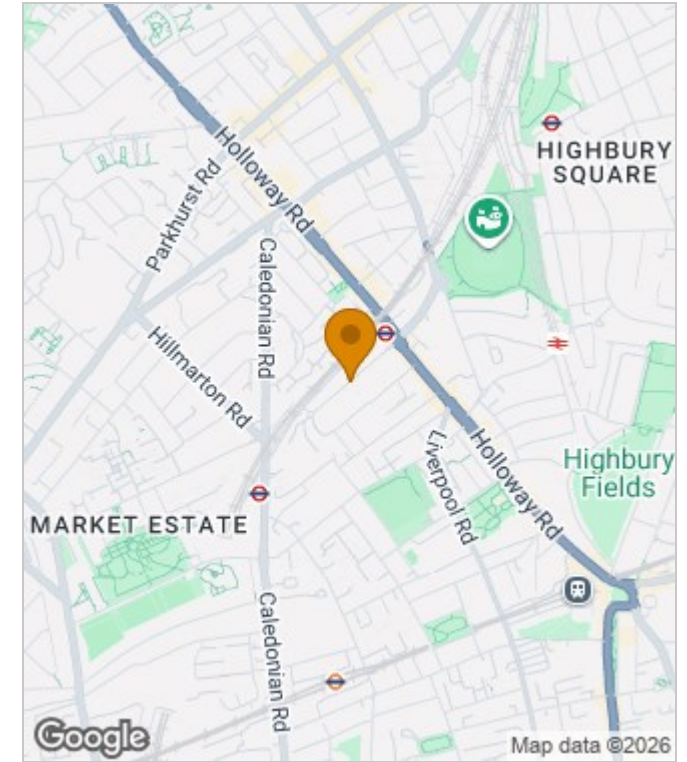 Holloway Rd
HIGHBURY
SQUARE
Parkhurst Rd
Caledonian Rd
Hillmarton Rd
Liverpool Rd
Holloway Rd
Highbury
Fields
MARKET ESTATE
Caledonian Rd
Google
Map data ©2026